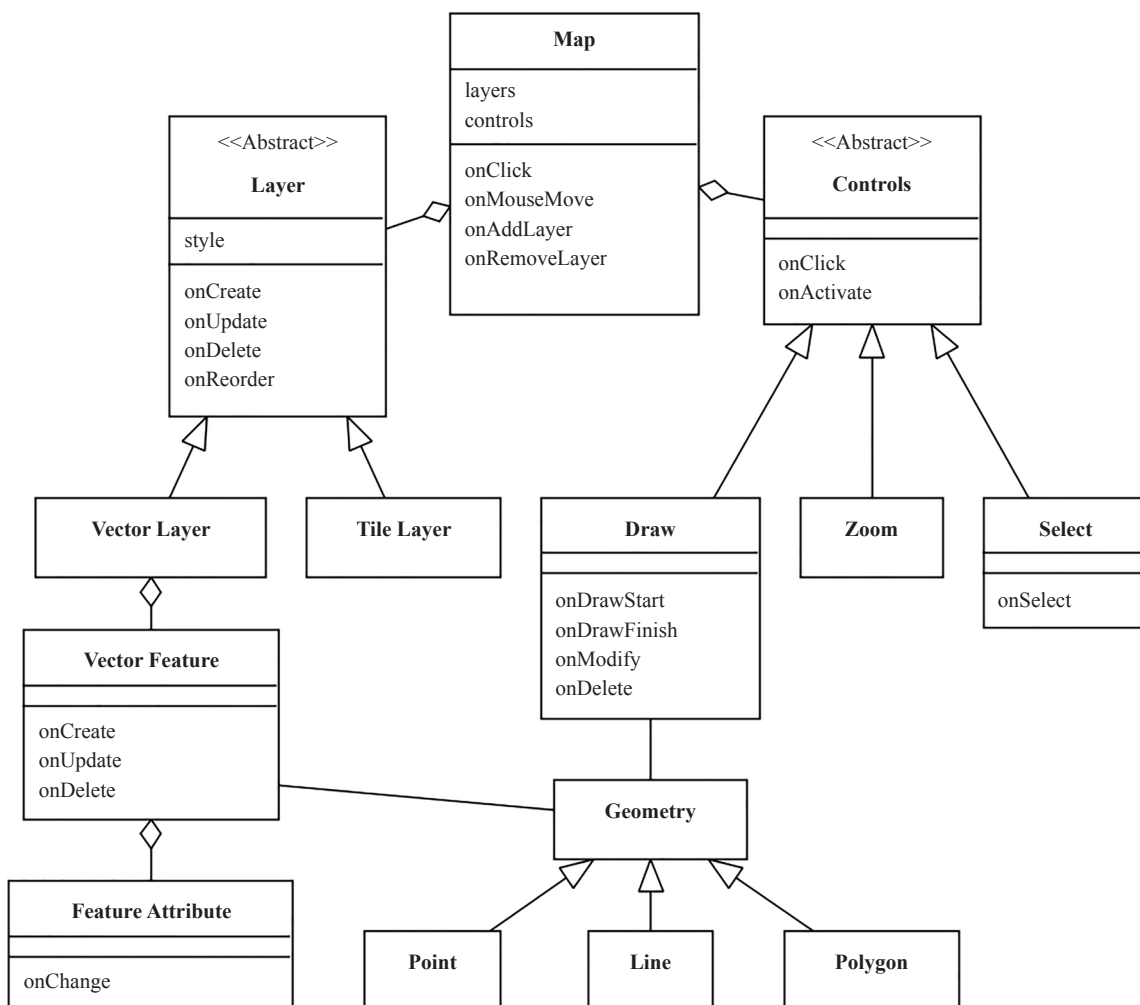 Map
layers
controls
onClick
onMouseMove
onAddLayer
onRemoveLayer
<<Abstract>>
Layer
style
onCreate
onUpdate
onDelete
onReorder
<<Abstract>>
Controls
onClick
onActivate
Vector Layer
Tile Layer
Draw
onDrawStart
onDrawFinish
onModify
onDelete
Zoom
Select
onSelect
Vector Feature
onCreate
onUpdate
onDelete
Geometry
Feature Attribute
onChange
Point
Line
Polygon